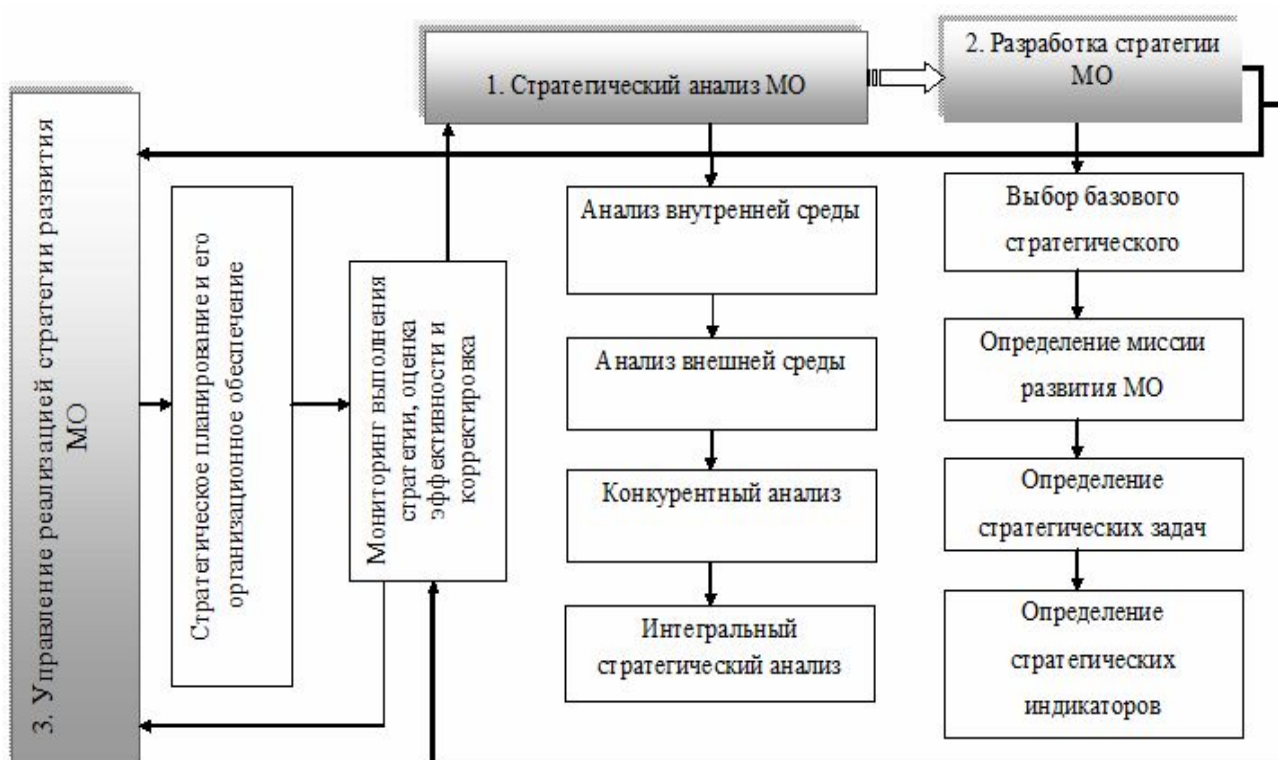 1. Стратегический анализ МО
2. Разработка стратегии
МО
3. Управление реализацией стратегии развития
МО
Стратегическое планирование и его
организационное обеспечение
Мониторинг выполнения
стратегии, оценка
эффективности и
корректировка
Анализ внутренней среды
Анализ внешней среды
Конкурентный анализ
Интегральный
стратегический анализ
Выбор базового
стратегического
Определение миссии
развития МО
Определение
стратегических задач
Определение
стратегических
индикаторов